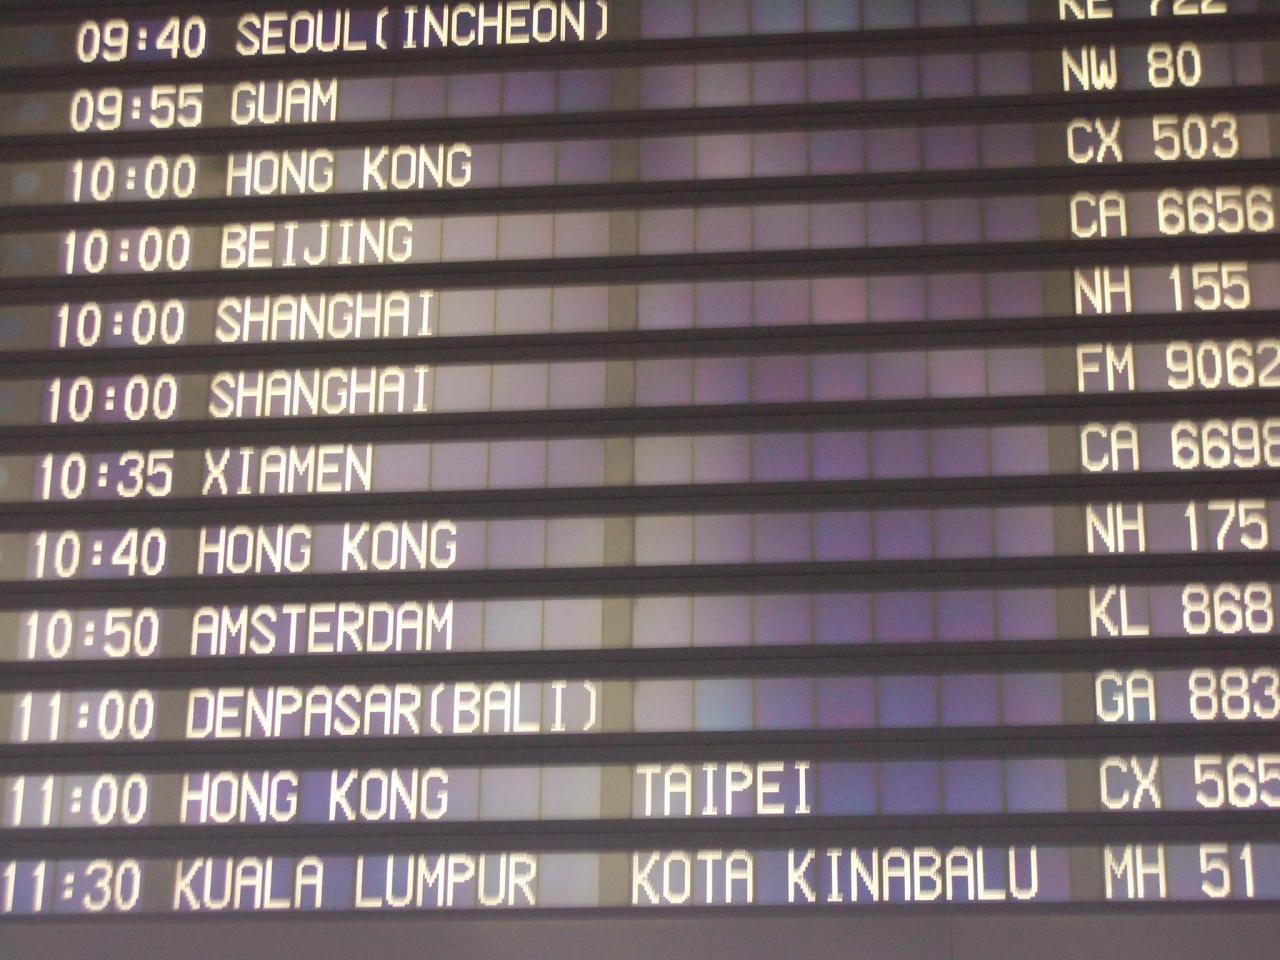 09:40 SEOUL(INCHEON) KE 722
09:55 GUAM NW 80
10:00 HONG KONG CX 503
10:00 BEIJING CA 6656
10:00 SHANGHAI NH 155
10:00 SHANGHAI FM 9062
10:35 XIAMEN CA 6698
10:40 HONG KONG NH 175
10:50 AMSTERDAM KL 868
11:00 DENPASAR(BALI) GA 883
11:00 HONG KONG TAIPEI CX 565
11:30 KUALA LUMPUR KOTA KINABALU MH 51